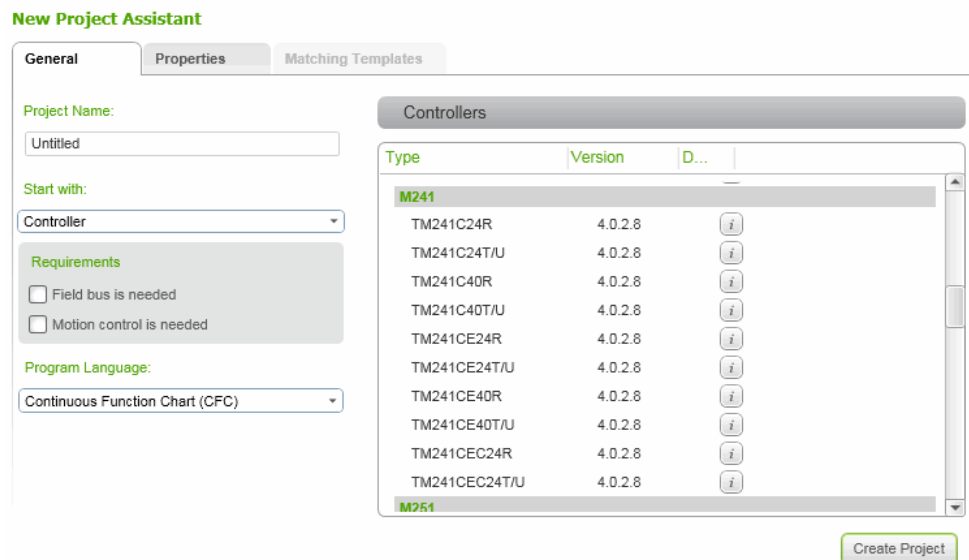 New Project Assistant
General Properties Matching Templates
Project Name:
Untitled
Start with:
Controller
Requirements
Field bus is needed
Motion control is needed
Program Language:
Continuous Function Chart (CFC)
Controllers
Type Version D...
M241
TM241C24R 4.0.2.8 i
TM241C24T/U 4.0.2.8 i
TM241C40R 4.0.2.8 i
TM241C40T/U 4.0.2.8 i
TM241CE24R 4.0.2.8 i
TM241CE24T/U 4.0.2.8 i
TM241CE40R 4.0.2.8 i
TM241CE40T/U 4.0.2.8 i
TM241CEC24R 4.0.2.8 i
TM241CEC24T/U 4.0.2.8 i
M251
Create Project